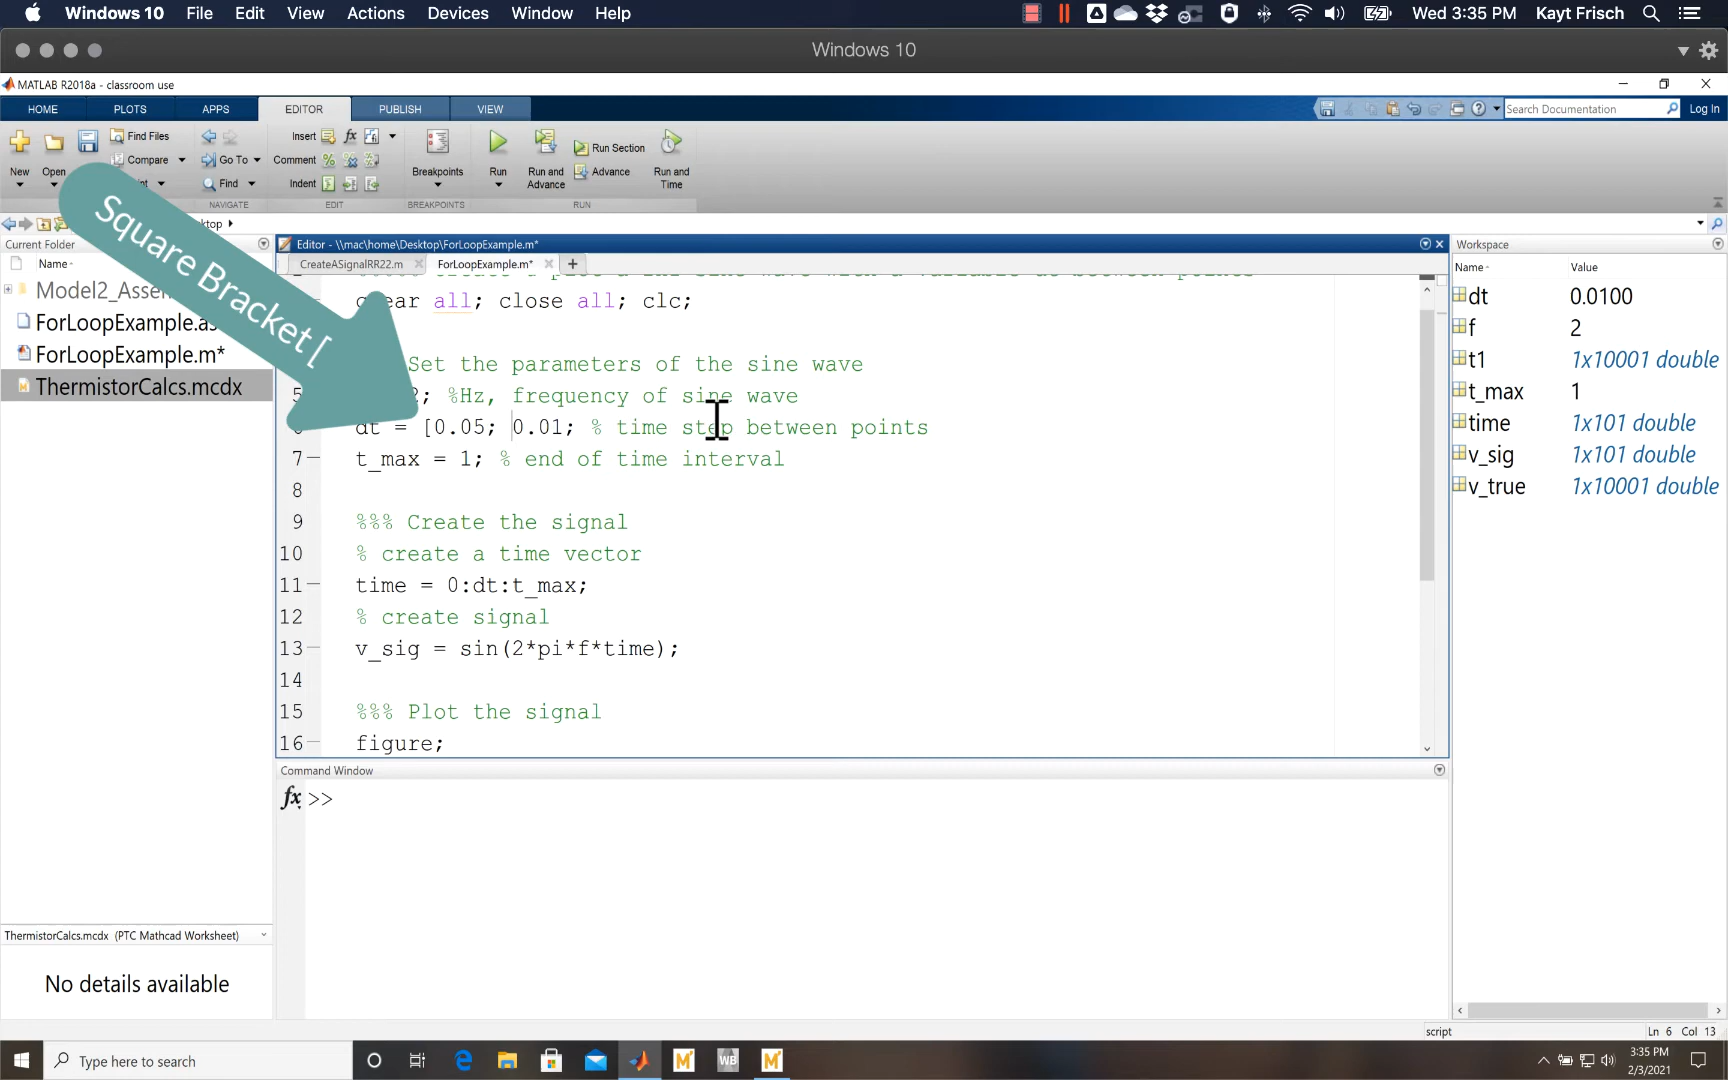 Windows 10 File Edit View Actions Devices Window Help
Wed 3:35 PM Kayt Frisch
Windows 10
MATLAB R2018a - classroom use
HOME PLOTS APPS EDITOR PUBLISH VIEW
Search Documentation
Log In
New
Open
Find Files
Compare
Go To
Find
NAVIGATE
Insert
Comment
Indent
EDIT
Breakpoints
BREAKPOINTS
Run
Run and Advance
Run Section
Advance
Run and Time
RUN
Square Bracket [
Current Folder
Name
ForLoopExample.as
ForLoopExample.m*
ThermistorCalcs.mcdx
ThermistorCalcs.mcdx (PTC Mathcad Worksheet)
No details available
Editor - \\mac\home\Desktop\ForLoopExample.m*
CreateASignalRR22.m ForLoopExample.m* +
all; close all; clc;
Set the parameters of the sine wave
; %Hz, frequency of sine wave
dt = [0.05; 0.01; % time step between points
7 t_max = 1; % end of time interval
8
9 %%% Create the signal
10 % create a time vector
11 time = 0:dt:t_max;
12 % create signal
13 v_sig = sin(2*pi*f*time);
14
15 %%% Plot the signal
16 figure;
Command Window
fx >>
Workspace
Name Value
dt 0.0100
f 2
t1 1x10001 double
t_max 1
time 1x101 double
v_sig 1x101 double
v_true 1x10001 double
script
Ln 6 Col 13
Type here to search
WB
3:35 PM
2/3/2021